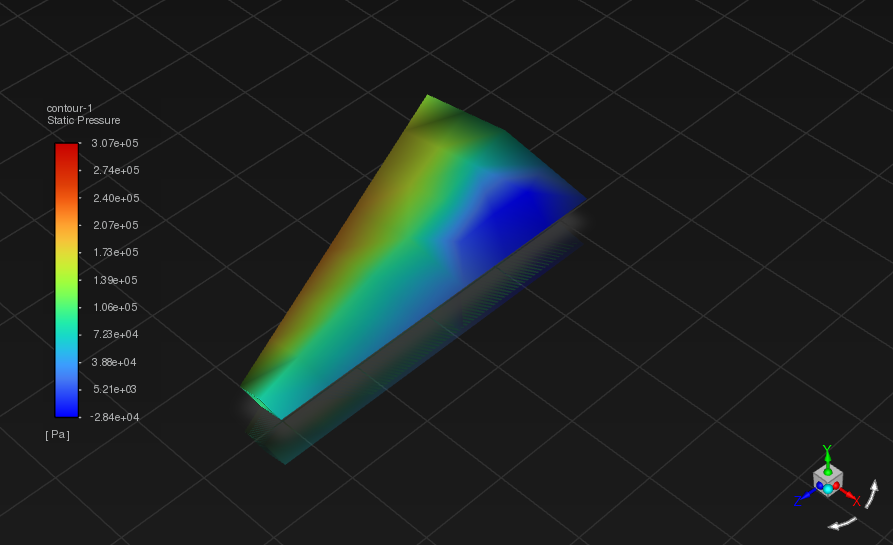 contour-1
Static Pressure
3.07e+05
2.74e+05
2.40e+05
2.07e+05
1.73e+05
1.39e+05
1.06e+05
7.23e+04
3.88e+04
5.21e+03
-2.84e+04
[ Pa ]
Y
X